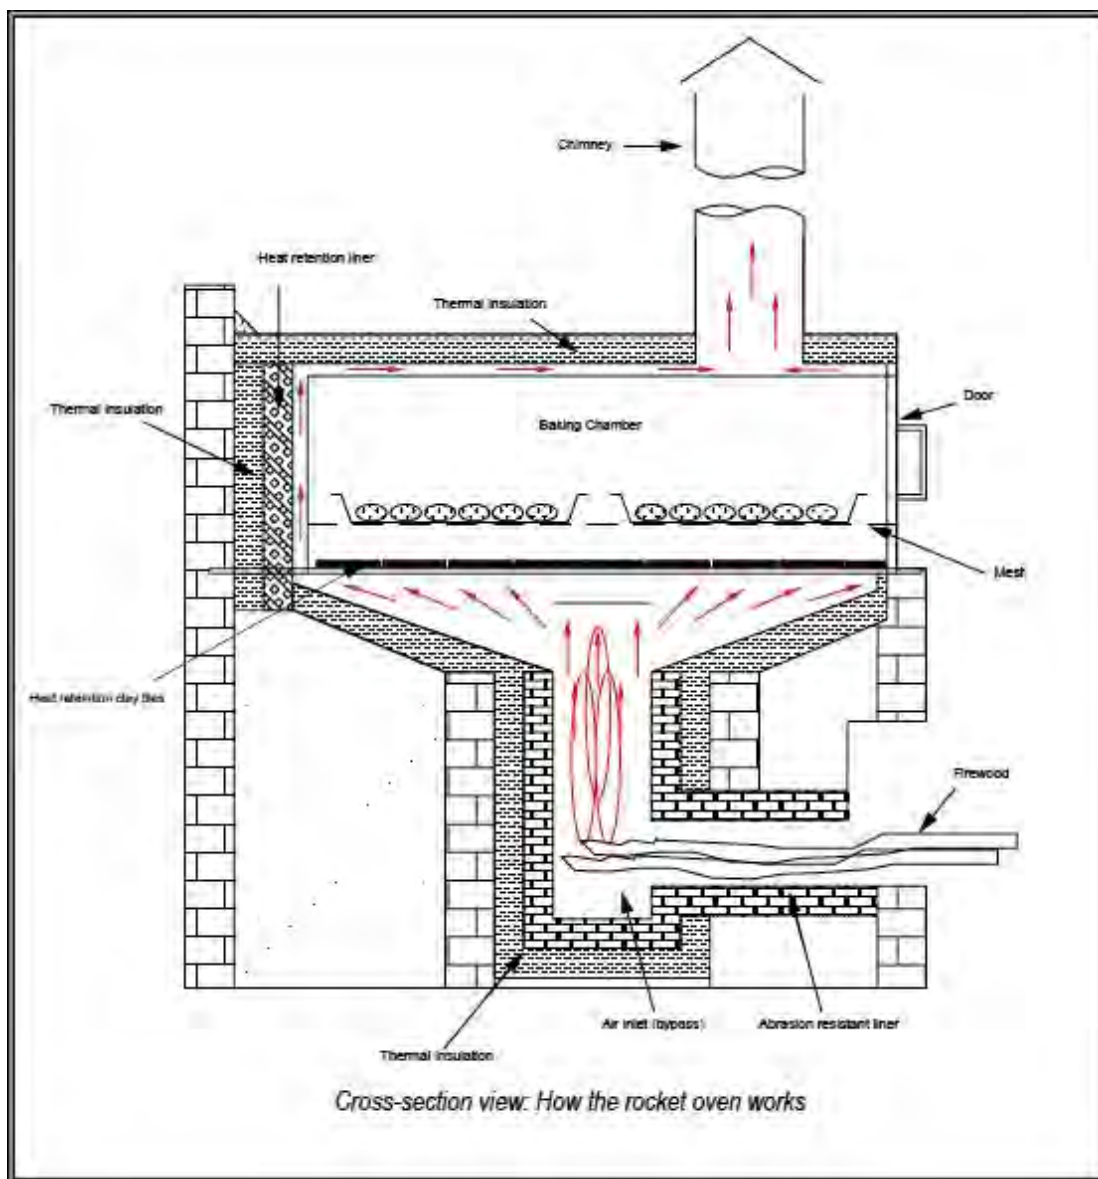 Chimney
Heat retention liner
Thermal insulation
Thermal insulation
Door
Baking Chamber
Mesh
Heat retention clay tiles
Firewood
Air inlet (bypass)
Abrasion resistant liner
Thermal insulation
Cross-section view: How the rocket oven works